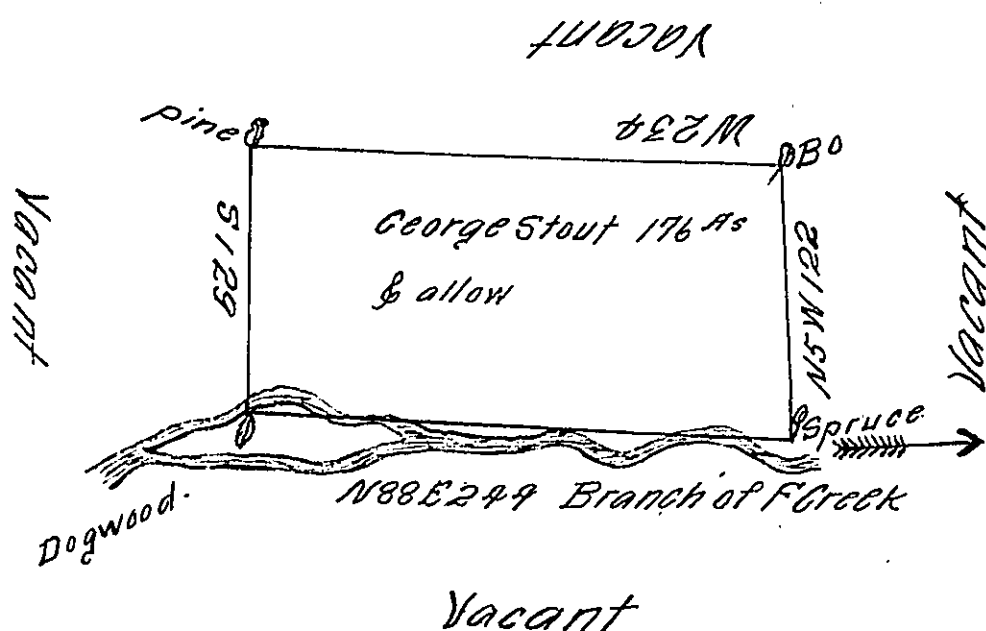 Vacant
pine
W234
BO
Vacant
S129
George Stout 176 As
& allow
N5W122
Vacant
Spruce
N88E244 Branch of F Creek
Dogwood.
Vacant